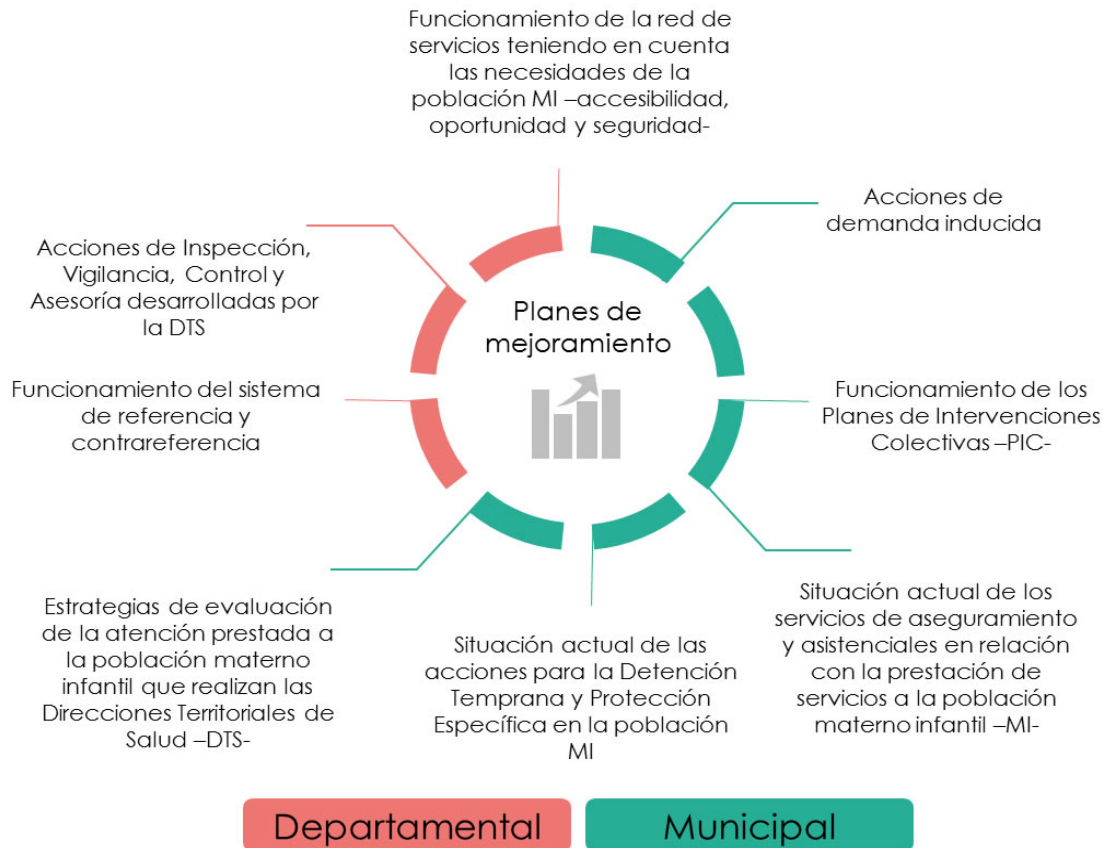 Funcionamiento de la red de
servicios teniendo en cuenta
las necesidades de la
población MI –accesibilidad,
oportunidad y seguridad-
Acciones de
demanda inducida
Acciones de Inspección,
Vigilancia, Control y
Asesoría desarrolladas por
la DTS
Planes de
mejoramiento
Funcionamiento del sistema
de referencia y
contrareferencia
Funcionamiento de los
Planes de Intervenciones
Colectivas –PIC-
Estrategias de evaluación
de la atención prestada a
la población materno
infantil que realizan las
Direcciones Territoriales de
Salud –DTS-
Situación actual de las
acciones para la Detención
Temprana y Protección
Específica en la población
MI
Situación actual de los
servicios de aseguramiento
y asistenciales en relación
con la prestación de
servicios a la población
materno infantil –MI-
Departamental
Municipal